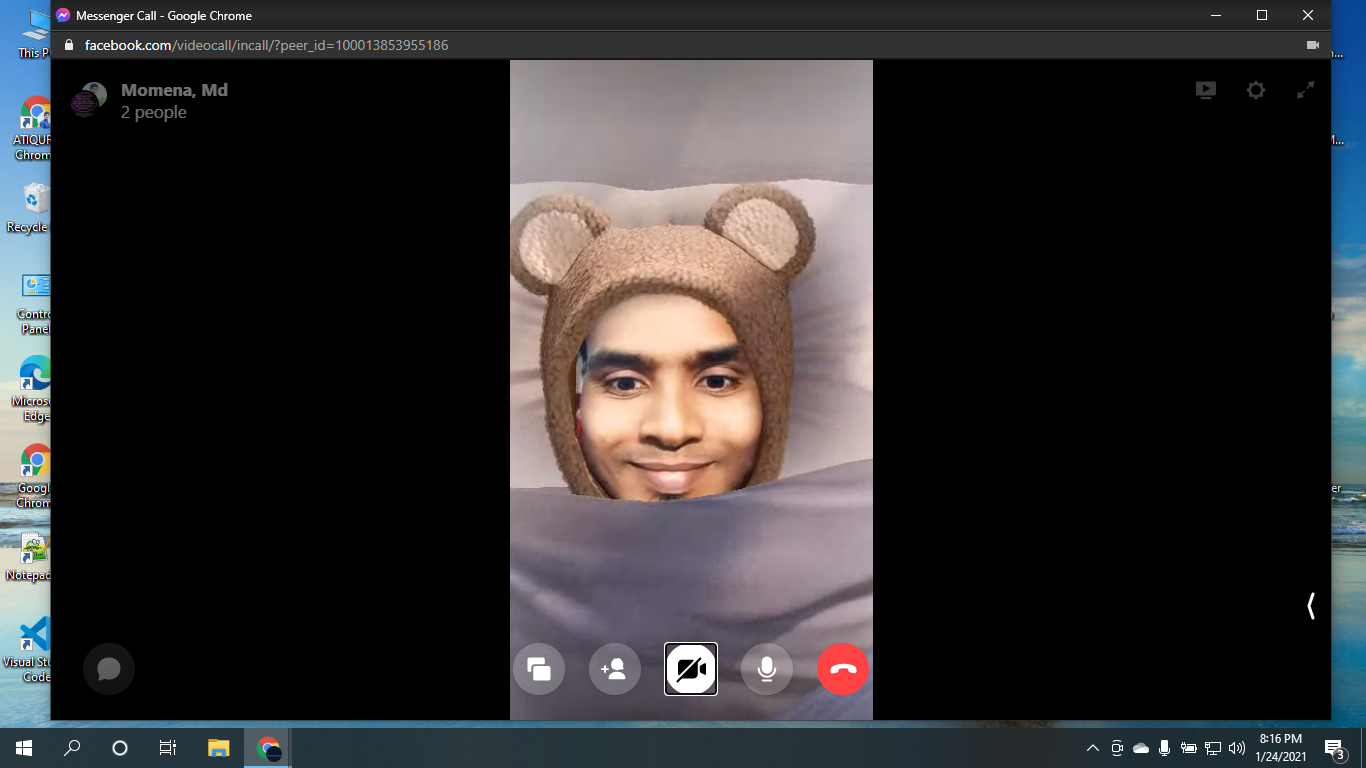 Messenger Call - Google Chrome
facebook.com/videocall/incall/?peer_id=100013853955186
Momena, Md
2 people
This P
ATIQUR
Chrom
Recycle
Contro
Panel
Micros
Edge
Googl
Chrom
Notepad
Visual Stu
Code
8:16 PM
1/24/2021
3